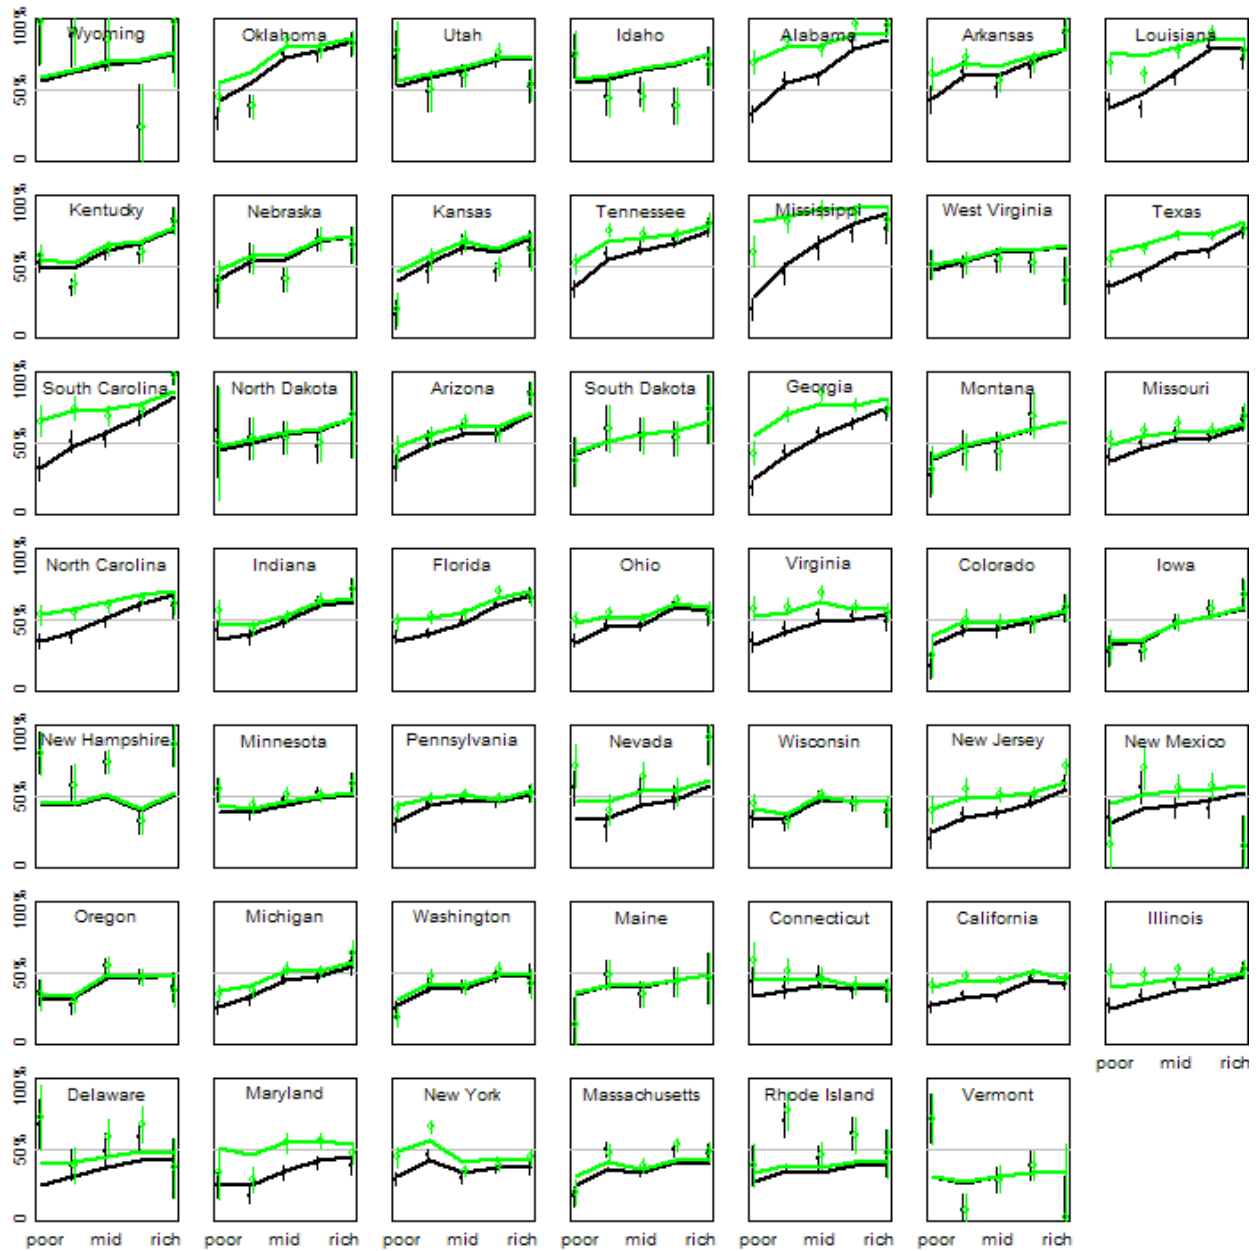 100%
50%
0
Wyoming
Oklahoma
Utah
Idaho
Alabama
Arkansas
Louisiana
100%
50%
0
Kentucky
Nebraska
Kansas
Tennessee
Mississippi
West Virginia
Texas
100%
50%
0
South Carolina
North Dakota
Arizona
South Dakota
Georgia
Montana
Missouri
100%
50%
0
North Carolina
Indiana
Florida
Ohio
Virginia
Colorado
Iowa
100%
50%
0
New Hampshire
Minnesota
Pennsylvania
Nevada
Wisconsin
New Jersey
New Mexico
100%
50%
0
Oregon
Michigan
Washington
Maine
Connecticut
California
Illinois
poor mid rich
100%
50%
0
Delaware
Maryland
New York
Massachusetts
Rhode Island
Vermont
poor mid rich
poor mid rich
poor mid rich
poor mid rich
poor mid rich
poor mid rich